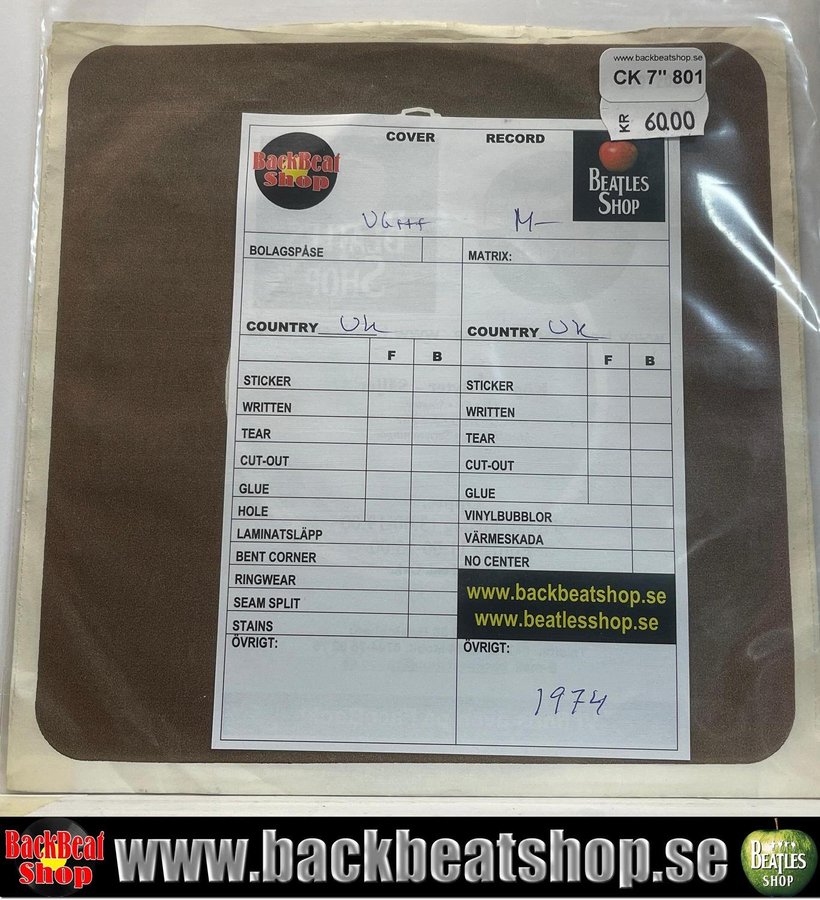 www.backbeatshop.se
CK 7" 801
KR 60.00
COVER RECORD
BackBeat
Shop
BEATLES
SHOP
VG+++ M-
BOLAGSPÅSE MATRIX:
COUNTRY UK COUNTRY UK
F B F B
STICKER STICKER
WRITTEN WRITTEN
TEAR TEAR
CUT-OUT CUT-OUT
GLUE GLUE
HOLE VINYLBUBBLOR
LAMINATSLÄPP VÄRMESKADA
BENT CORNER NO CENTER
RINGWEAR www.backbeatshop.se
SEAM SPLIT www.beatlesshop.se
STAINS
ÖVRIGT: ÖVRIGT:
1974
BackBeat
Shop
www.backbeatshop.se
BEATLES
SHOP